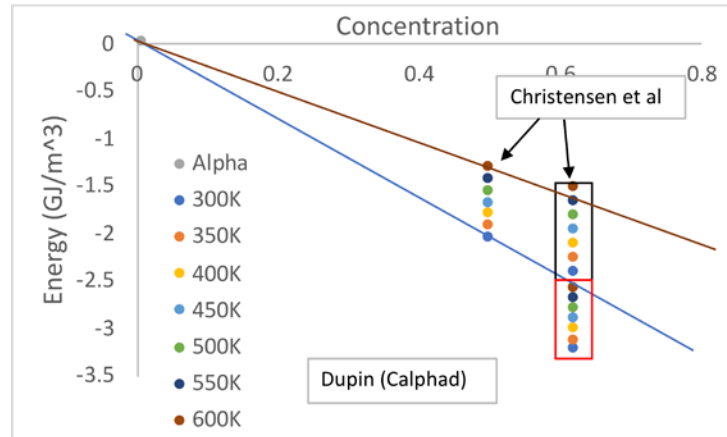 Concentration
0
0
0.2
0.4
0.6
0.8
-0.5
-1
-1.5
-2
-2.5
-3
-3.5
Energy (GJ/m^3)
Christensen et al
Alpha
300K
350K
400K
450K
500K
550K
600K
Dupin (Calphad)